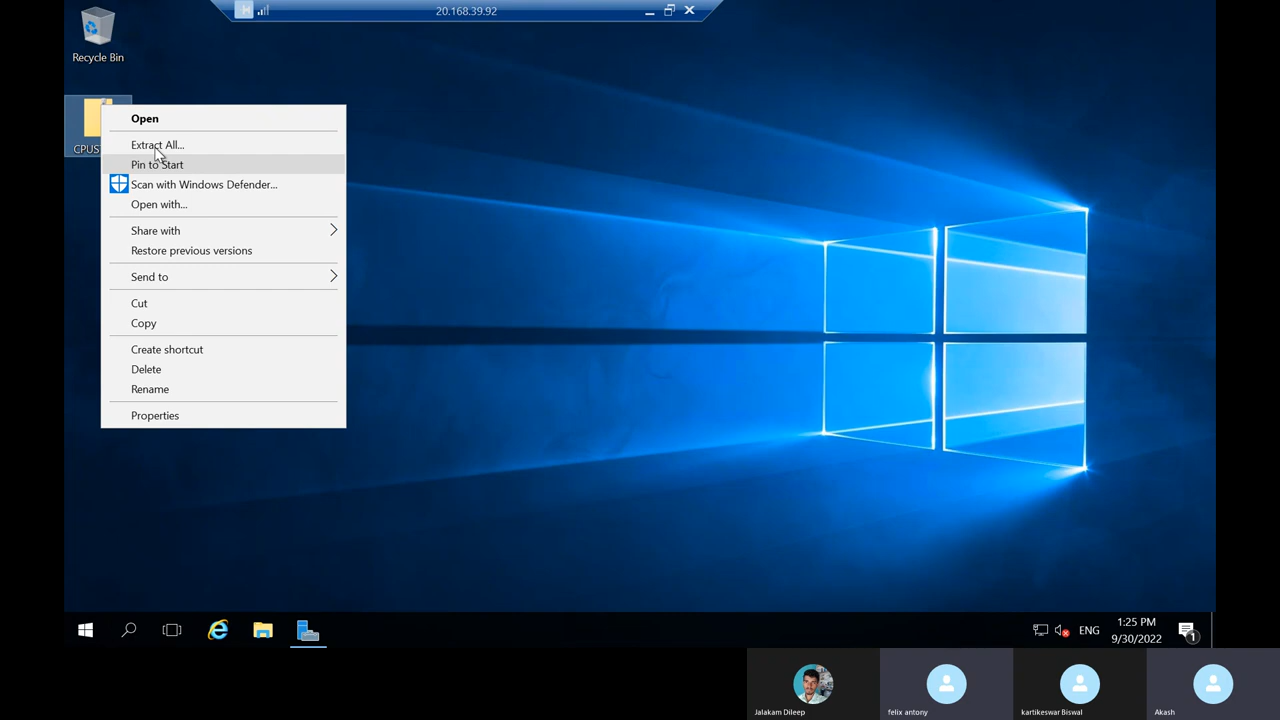 20.168.39.92
Recycle Bin
Open
Extract All...
CPUS
Pin to Start
Scan with Windows Defender...
Open with...
Share with
Restore previous versions
Send to
Cut
Copy
Create shortcut
Delete
Rename
Properties
ENG
1:25 PM
9/30/2022
1
Jalakam Dileep
felix antony
kartikeswar Biswal
Akash